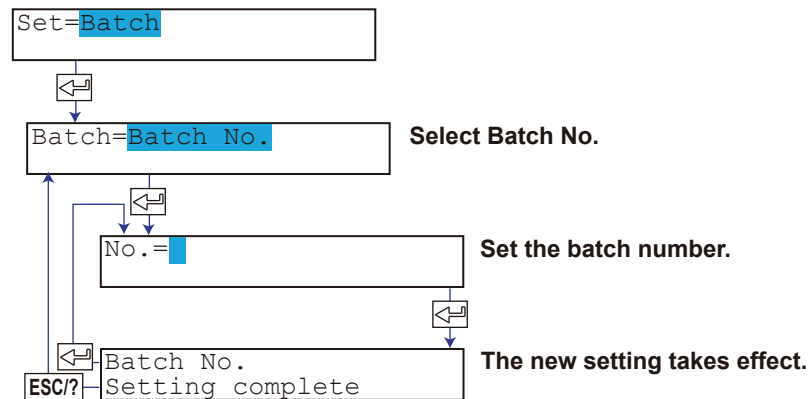 Set=Batch
Batch=Batch No.
Select Batch No.
No.=
Set the batch number.
Batch No.
Setting complete
The new setting takes effect.
ESC/?